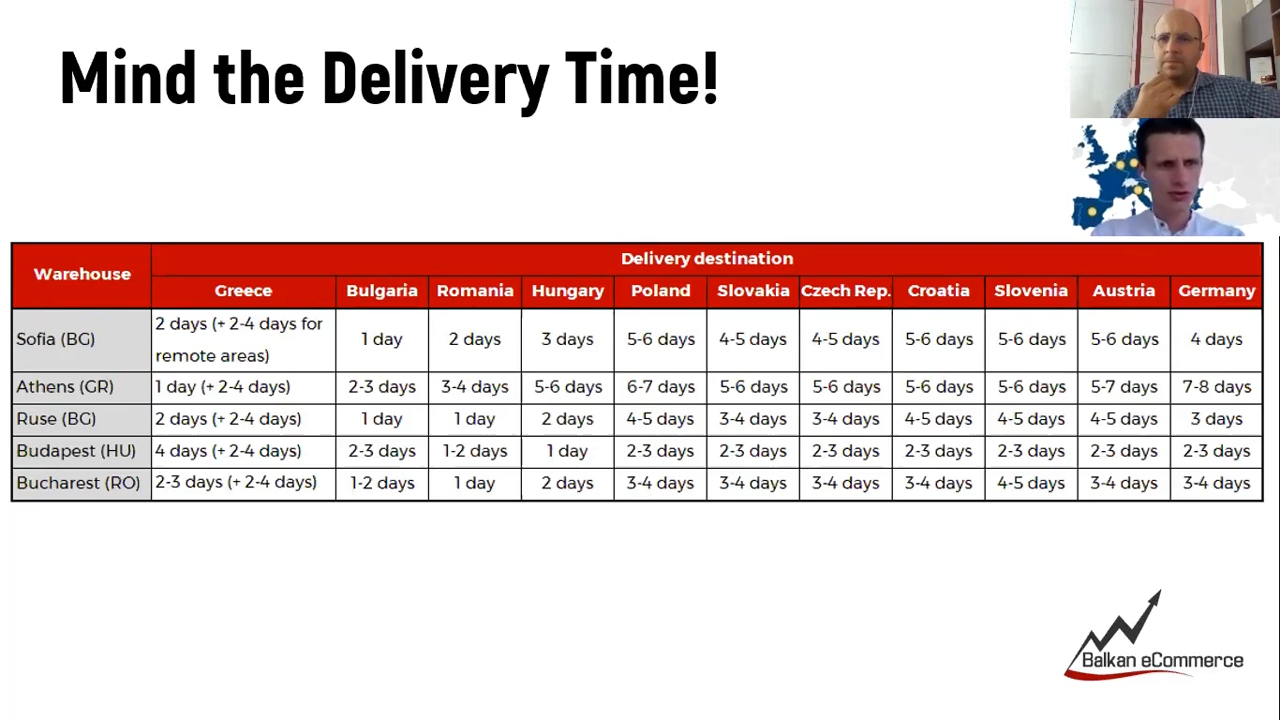 Mind the Delivery Time!
Warehouse Delivery destination
Greece Bulgaria Romania Hungary Poland Slovakia Czech Rep. Croatia Slovenia Austria Germany
Sofia (BG) 2 days (+ 2-4 days for remote areas) 1 day 2 days 3 days 5-6 days 4-5 days 4-5 days 5-6 days 5-6 days 5-6 days 4 days
Athens (GR) 1 day (+ 2-4 days) 2-3 days 3-4 days 5-6 days 6-7 days 5-6 days 5-6 days 5-6 days 5-6 days 5-7 days 7-8 days
Ruse (BG) 2 days (+ 2-4 days) 1 day 1 day 2 days 4-5 days 3-4 days 3-4 days 4-5 days 4-5 days 4-5 days 3 days
Budapest (HU) 4 days (+ 2-4 days) 2-3 days 1-2 days 1 day 2-3 days 2-3 days 2-3 days 2-3 days 2-3 days 2-3 days 2-3 days
Bucharest (RO) 2-3 days (+ 2-4 days) 1-2 days 1 day 2 days 3-4 days 3-4 days 3-4 days 3-4 days 4-5 days 3-4 days 3-4 days
Balkan eCommerce